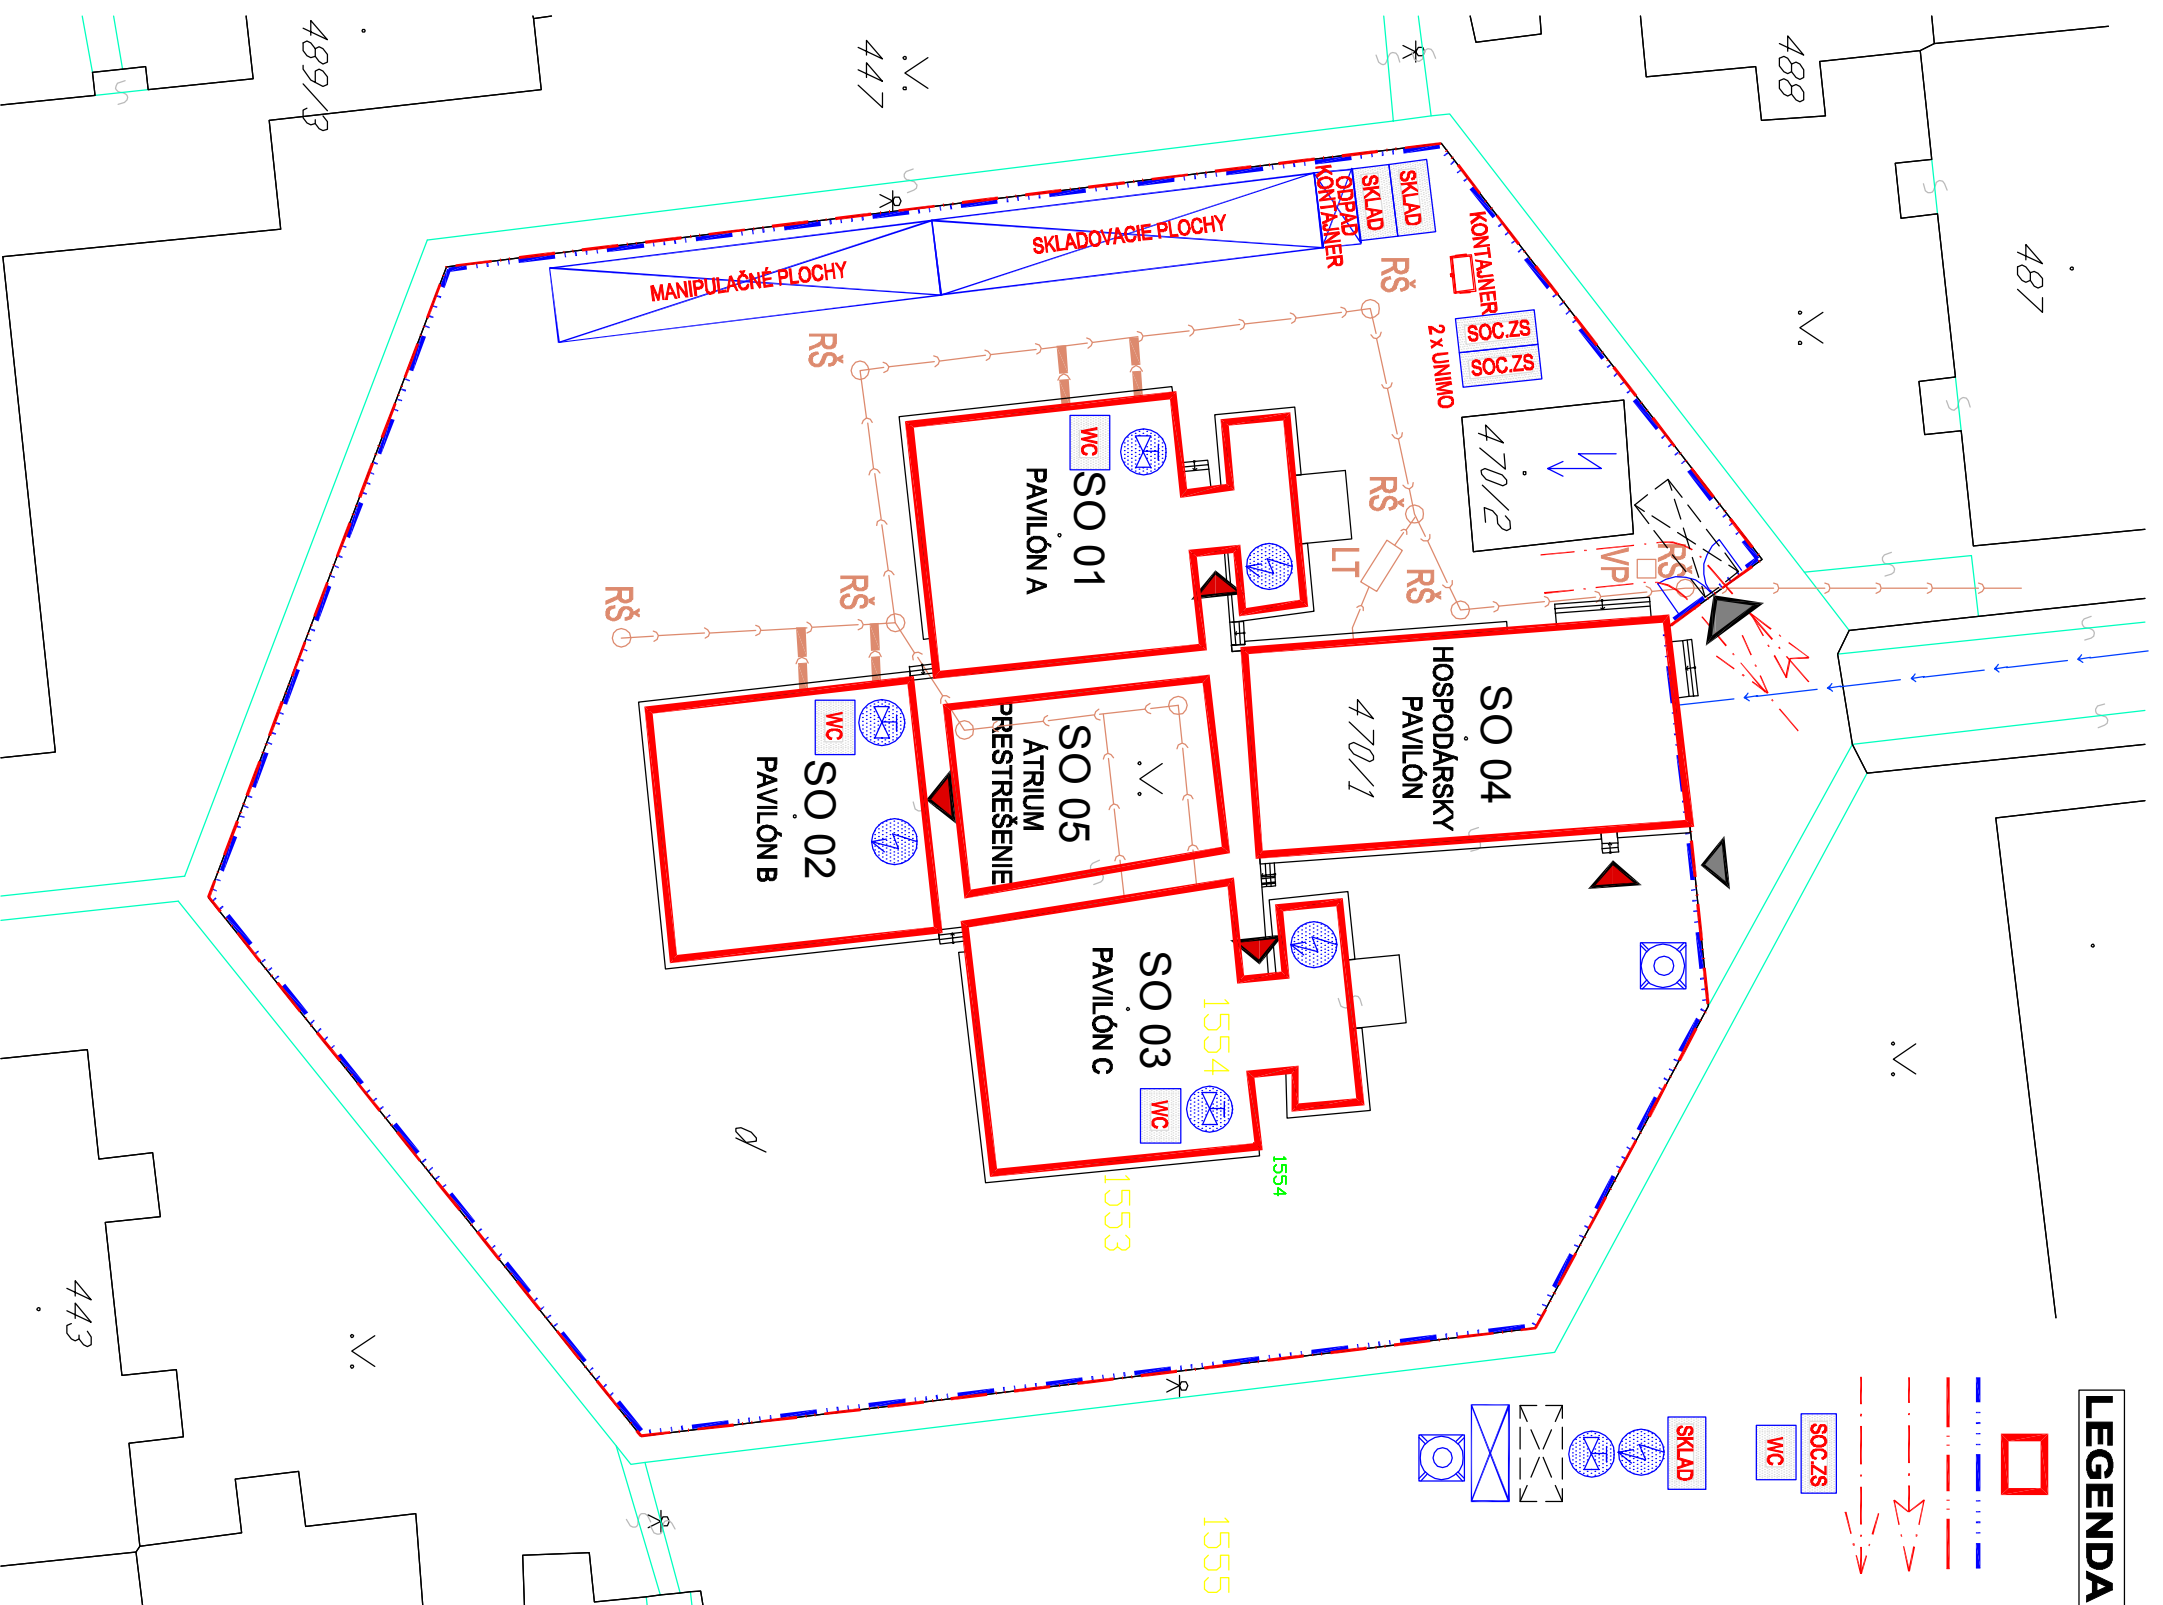 489/3
447
488
487
SKLAD
SKLAD
ODPAD
KONTAJNER
KONTAJNER
SKLADOVACIE PLOCHY
MANIPULAČNÉ PLOCHY
SOC.ZS
SOC.ZS
2 x UNIMO
RŠ
RŠ
RŠ
RŠ
RŠ
RŠ
RŠ
LT
VP
470/2
WC
SO 01
PAVILÓN A
WC
SO 02
PAVILÓN B
SO 05
ÁTRIUM
PRESTREŠENIE
SO 04
HOSPODÁRSKY
PAVILÓN
470/1
SO 03
PAVILÓN C
WC
1554
1554
1553
1555
443
d
LEGENDA
SOC.ZS
WC
SKLAD